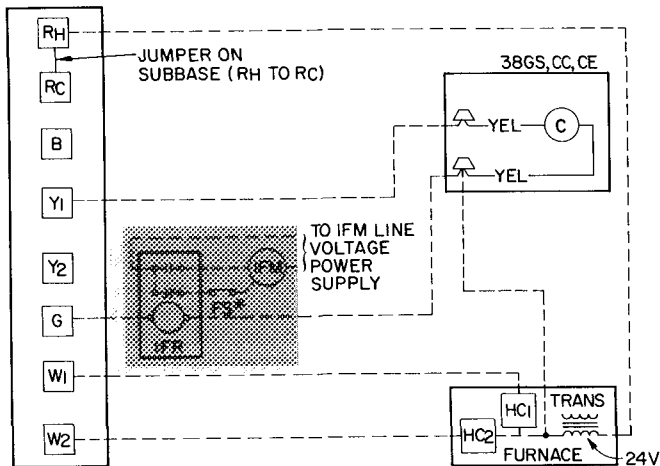 RH
JUMPER ON
SUBBASE (RH TO RC)
RC
38GS, CC, CE
B
YEL
C
YEL
Y1
TO IFM LINE
VOLTAGE
POWER
SUPPLY
IFM
Y2
FS*
G
IFR
W1
HC1
TRANS
W2
HC2
FURNACE
24V